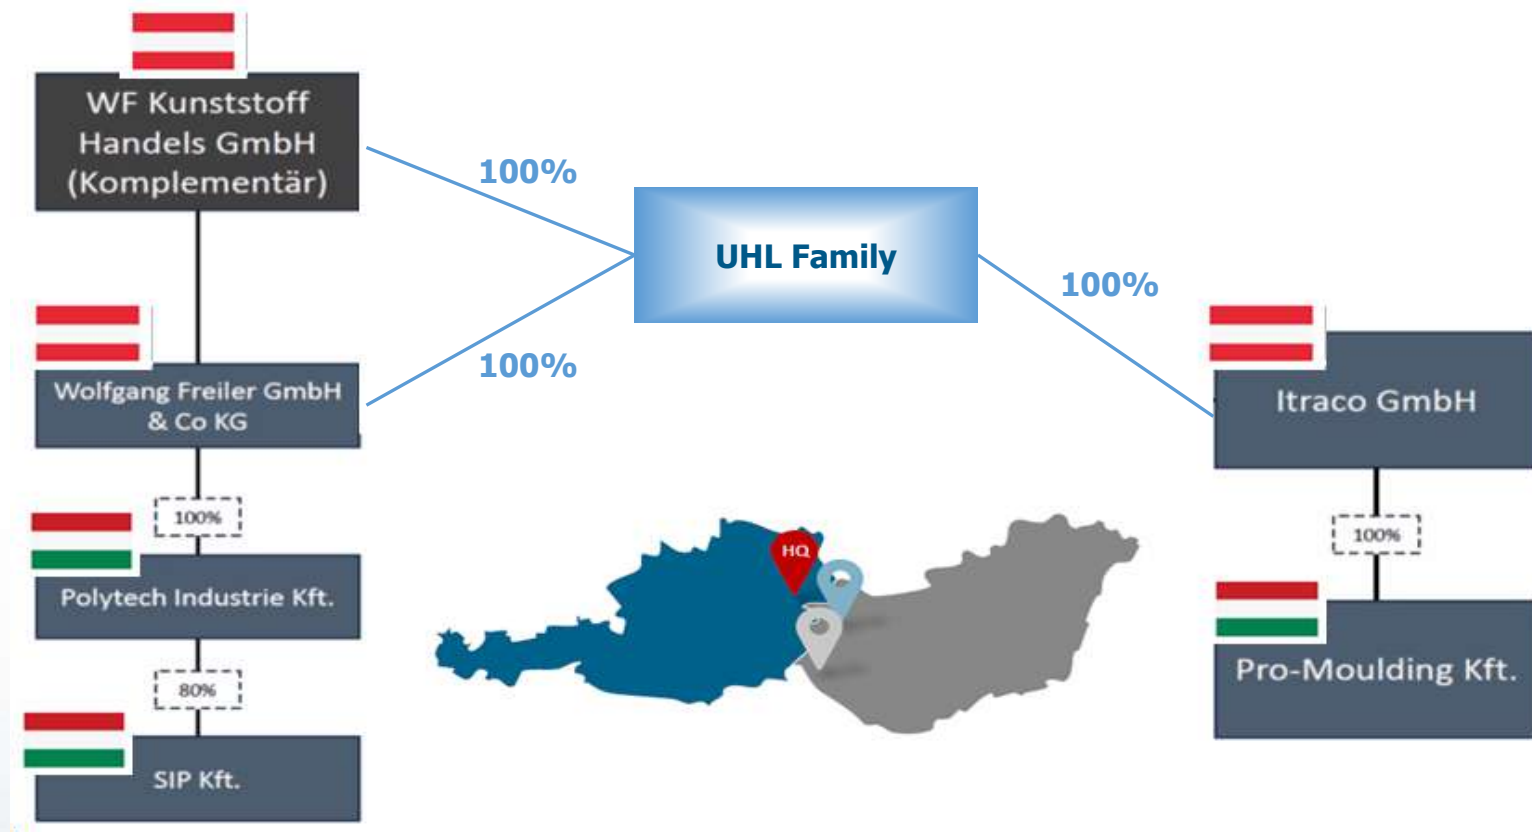 WF Kunststoff
Handels GmbH
(Komplementär)
100%
UHL Family
100%
100%
Wolfgang Freiler GmbH
& Co KG
Itraco GmbH
100%
100%
HQ
Polytech Industrie Kft.
Pro-Moulding Kft.
80%
SIP Kft.